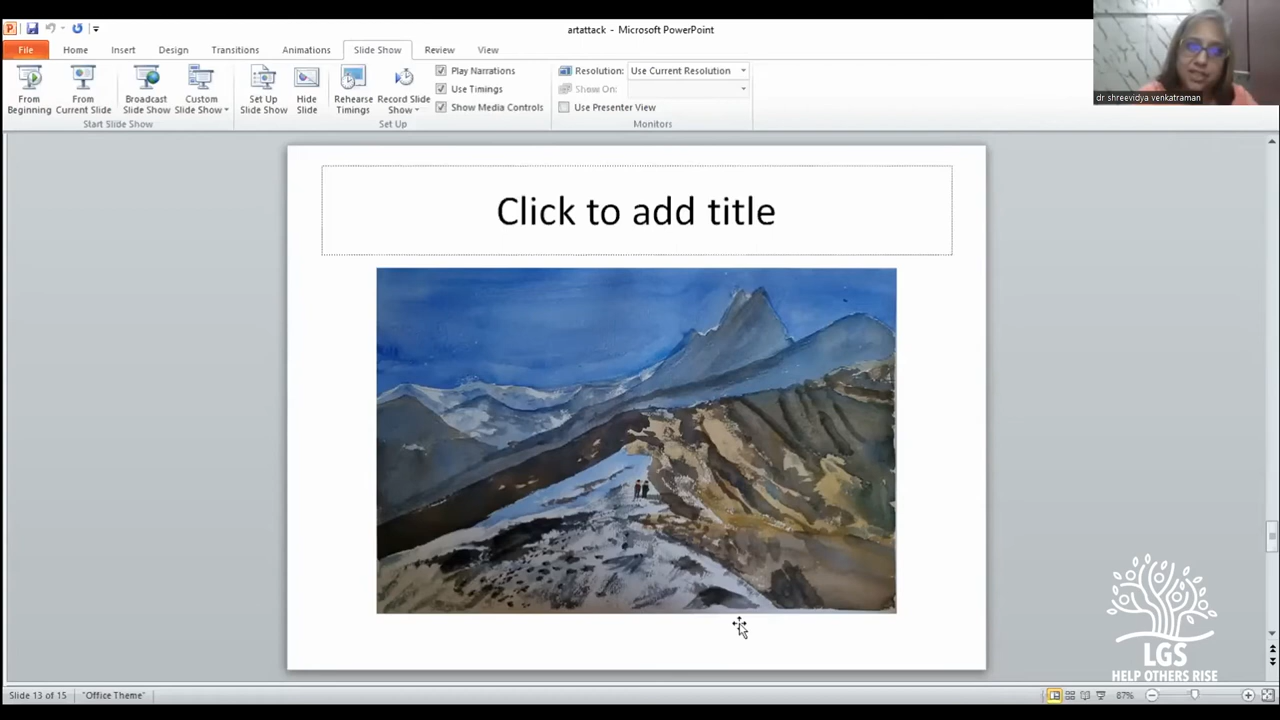 artattack - Microsoft PowerPoint
File Home Insert Design Transitions Animations Slide Show Review View
From Beginning
From Current Slide
Broadcast Slide Show
Custom Slide Show
Start Slide Show
Set Up Slide Show
Hide Slide
Rehearse Timings
Record Slide Show
Play Narrations
Use Timings
Show Media Controls
Set Up
Resolution: Use Current Resolution
Show On:
Use Presenter View
Monitors
dr shreevidya venkatraman
Click to add title
LGS
HELP OTHERS RISE
Slide 13 of 15 "Office Theme" 87%